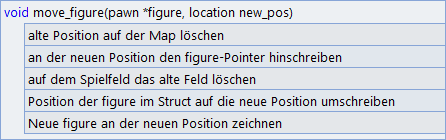 void move_figure(pawn *figure, location new_pos)
alte Position auf der Map löschen
an der neuen Position den figure-Pointer hinschreiben
auf dem Spielfeld das alte Feld löschen
Position der figure im Struct auf die neue Position umschreiben
Neue figure an der neuen Position zeichnen